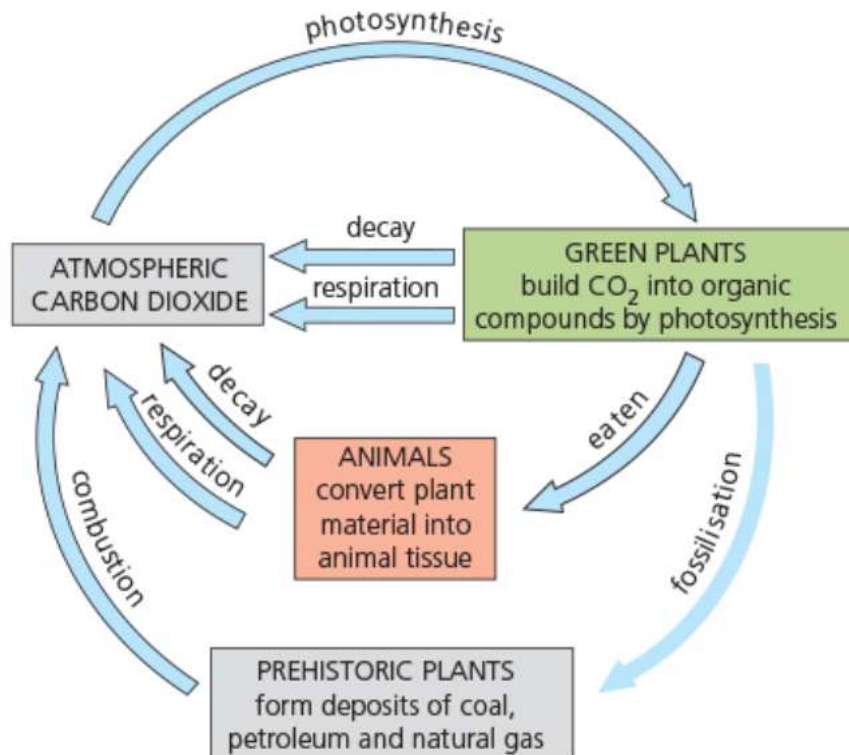 photosynthesis
ATMOSPHERIC
CARBON DIOXIDE
decay
respiration
GREEN PLANTS
build CO₂ into organic
compounds by photosynthesis
decay
respiration
combustion
ANIMALS
convert plant
material into
animal tissue
eaten
fossilisation
PREHISTORIC PLANTS
form deposits of coal,
petroleum and natural gas